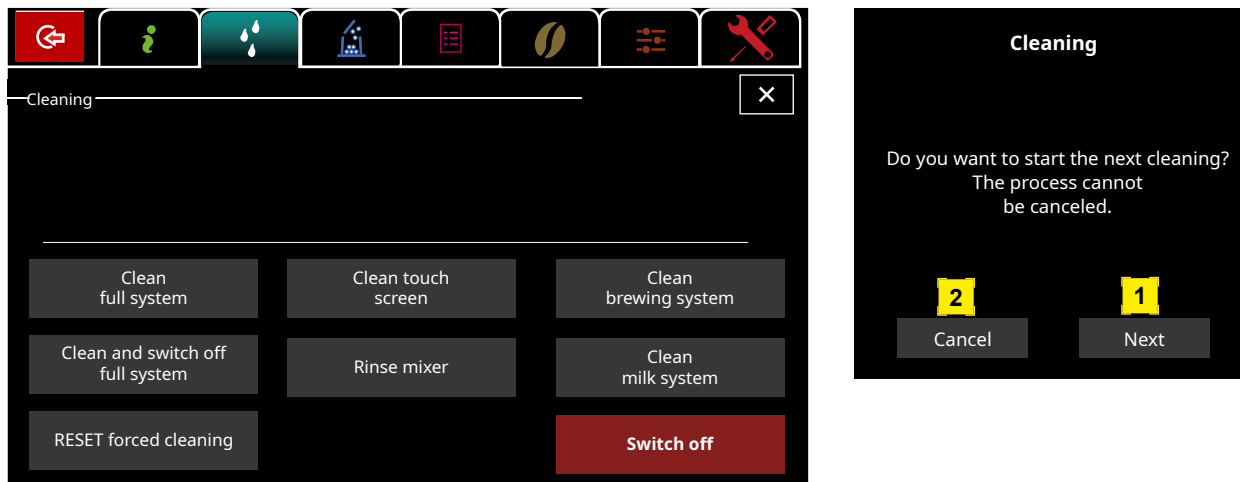 Cleaning
Clean
full system
Clean touch
screen
Clean
brewing system
Clean and switch off
full system
Rinse mixer
Clean
milk system
RESET forced cleaning
Switch off
Cleaning
Do you want to start the next cleaning?
The process cannot
be canceled.
2
1
Cancel
Next